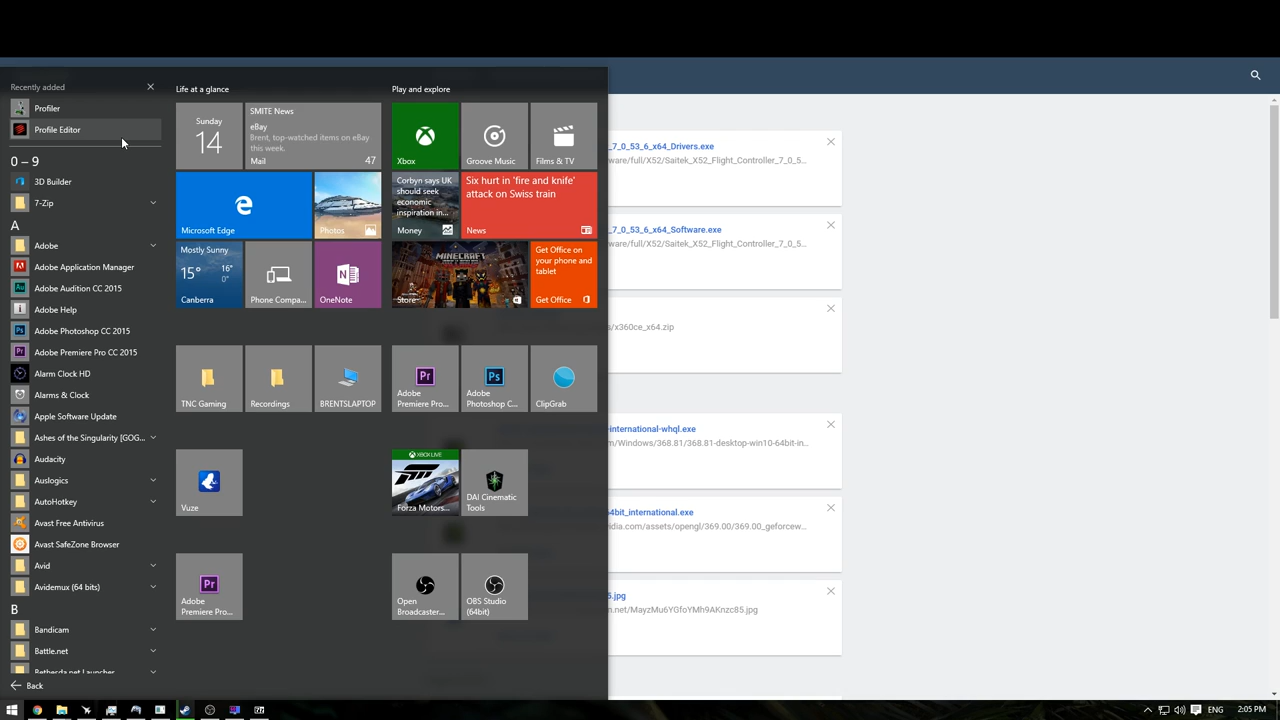 Recently added
Profiler
Profile Editor
0 – 9
3D Builder
7-Zip
A
Adobe
Adobe Application Manager
Adobe Audition CC 2015
Adobe Help
Adobe Photoshop CC 2015
Adobe Premiere Pro CC 2015
Alarm Clock HD
Alarms & Clock
Apple Software Update
Ashes of the Singularity [GOG...
Audacity
Auslogics
AutoHotkey
Avast Free Antivirus
Avast SafeZone Browser
Avid
Avidemux (64 bits)
B
Bandicam
Battle.net
Bethesda.net Launcher
Back
Life at a glance
Sunday
14
SMITE News
eBay
Brent, top-watched items on eBay
this week.
Mail 47
Microsoft Edge
Photos
Mostly Sunny
15° 16°
0°
Canberra
Phone Compa...
OneNote
TNC Gaming
Recordings
BRENTSLAPTOP
Vuze
Adobe
Premiere Pro...
Play and explore
Xbox
Groove Music
Films & TV
Corbyn says UK
should seek
economic
inspiration in...
Money
Six hurt in 'fire and knife'
attack on Swiss train
News
MINECRAFT
Store
Get Office on
your phone and
tablet
Get Office
Adobe
Premiere Pro...
Adobe
Photoshop C...
ClipGrab
XBOX LIVE
FORZA
Forza Motors...
DAI Cinematic
Tools
Open
Broadcaster...
OBS Studio
(64bit)
_7_0_53_6_x64_Drivers.exe
ware/full/X52/Saitek_X52_Flight_Controller_7_0_5...
_7_0_53_6_x64_Software.exe
ware/full/X52/Saitek_X52_Flight_Controller_7_0_5...
s/x360ce_x64.zip
-international-whql.exe
m/Windows/368.81/368.81-desktop-win10-64bit-in...
64bit_international.exe
vidia.com/assets/opengl/369.00/369.00_geforcew...
5.jpg
n.net/MayzMu6YGfoYMh9AKnzc85.jpg
ENG 2:05 PM